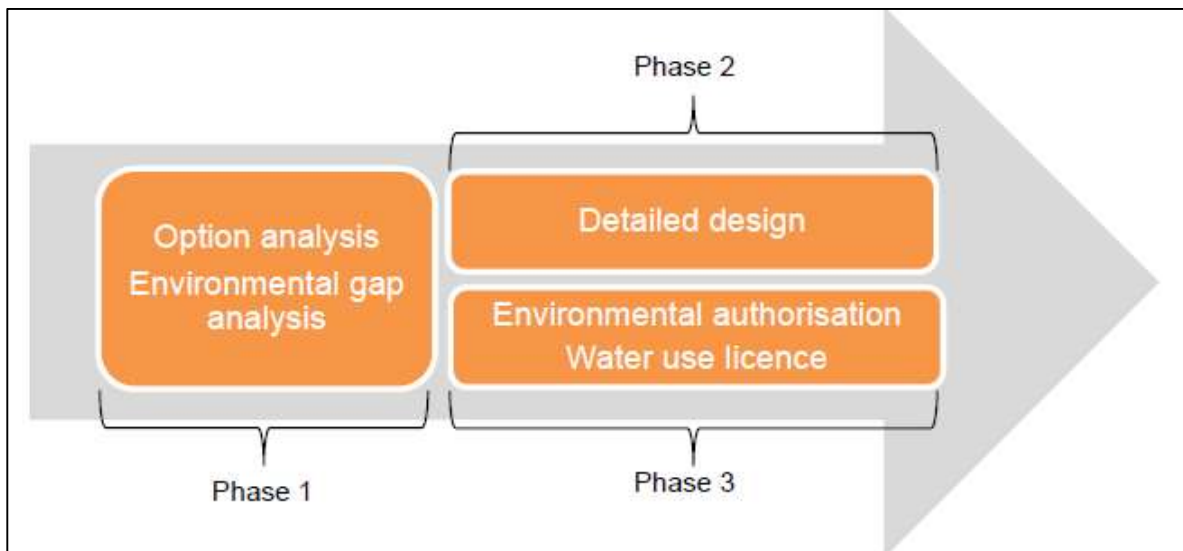 Phase 2
Option analysis
Environmental gap
analysis
Detailed design
Environmental authorisation
Water use licence
Phase 1
Phase 3